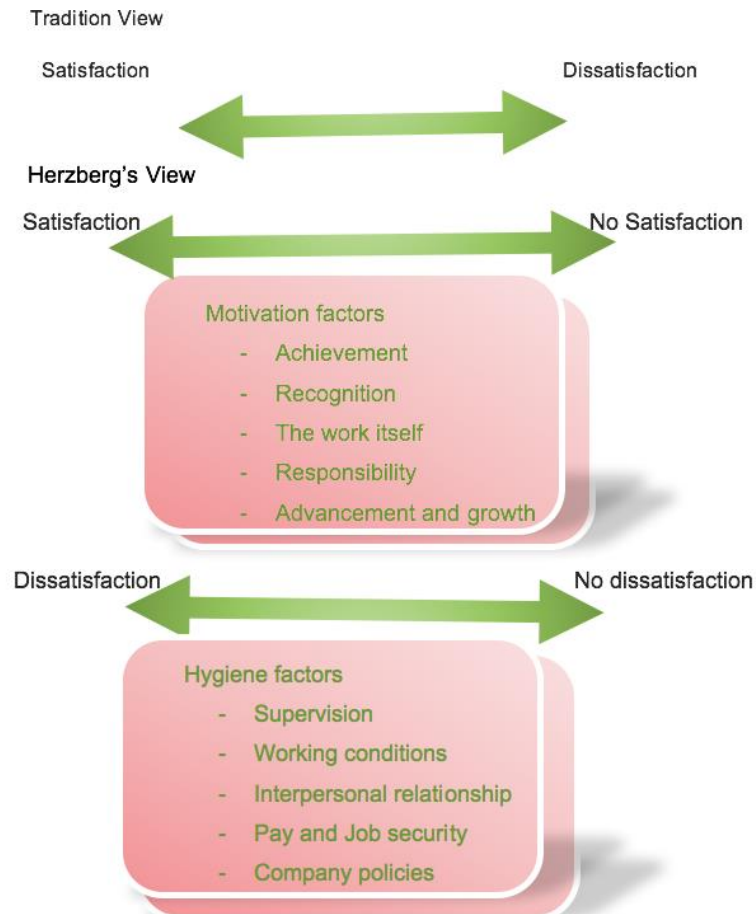 Tradition View
Satisfaction Dissatisfaction
Herzberg's View
Satisfaction No Satisfaction
Motivation factors
- Achievement
- Recognition
- The work itself
- Responsibility
- Advancement and growth
Dissatisfaction No dissatisfaction
Hygiene factors
- Supervision
- Working conditions
- Interpersonal relationship
- Pay and Job security
- Company policies